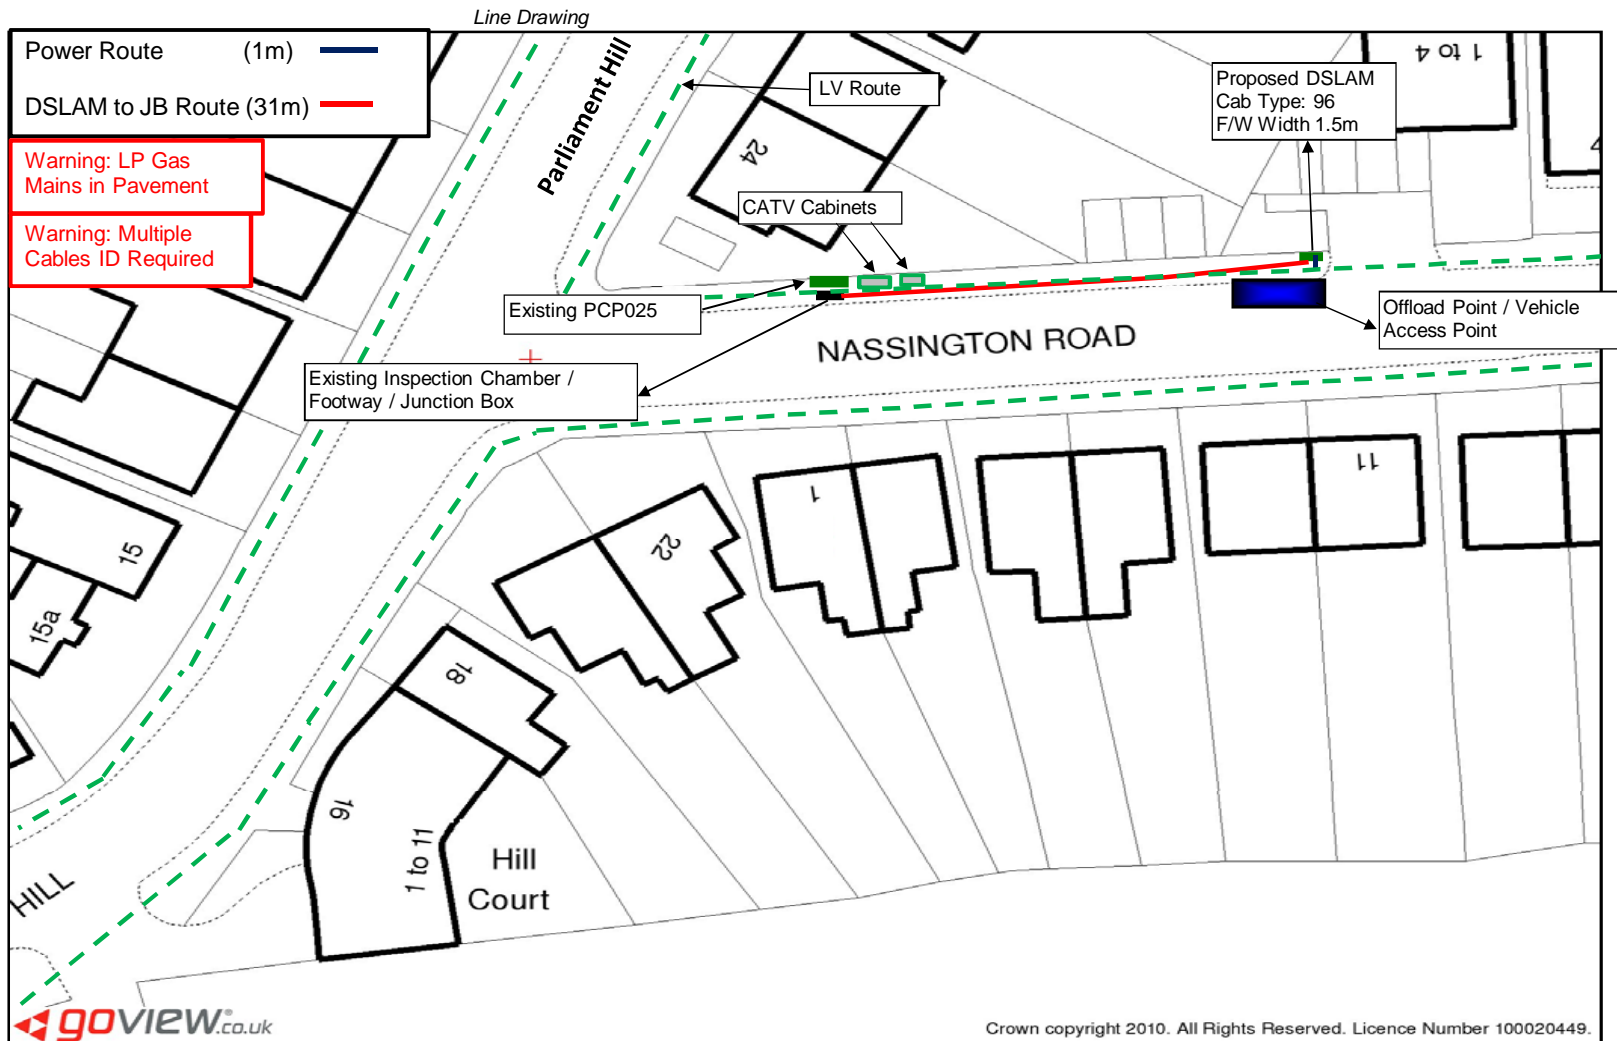 Line Drawing
Power Route (1m)
DSLAM to JB Route (31m)
Warning: LP Gas
Mains in Pavement
Warning: Multiple
Cables ID Required
Parliament Hill
LV Route
Proposed DSLAM
Cab Type: 96
F/W Width 1.5m
1 to 4
4
24
CATV Cabinets
Existing PCP025
Offload Point / Vehicle
Access Point
NASSINGTON ROAD
Existing Inspection Chamber /
Footway / Junction Box
1
11
22
15
15a
18
16
1 to 11
Hill
Court
HILL
goview.co.uk
Crown copyright 2010. All Rights Reserved. Licence Number 100020449.